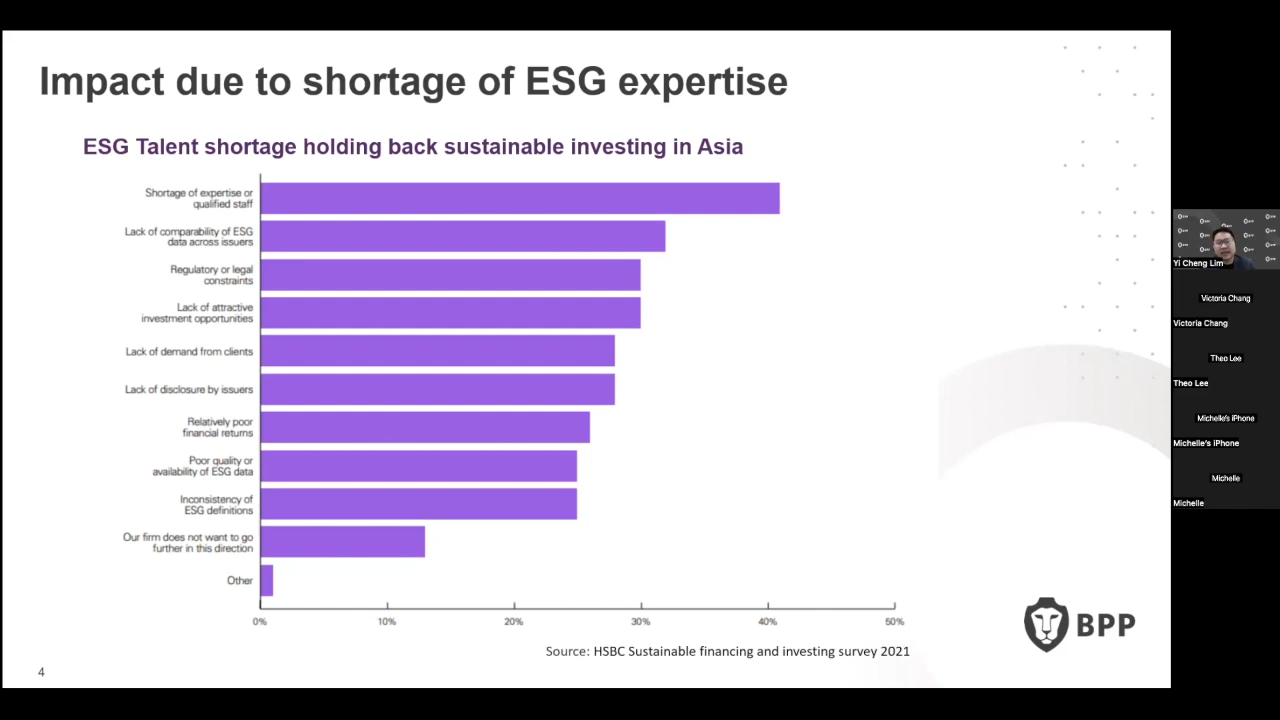 Impact due to shortage of ESG expertise
ESG Talent shortage holding back sustainable investing in Asia
Shortage of expertise or
qualified staff
Lack of comparability of ESG
data across issuers
Regulatory or legal
constraints
Lack of attractive
investment opportunities
Lack of demand from clients
Lack of disclosure by issuers
Relatively poor
financial returns
Poor quality or
availability of ESG data
Inconsistency of
ESG definitions
Our firm does not want to go
further in this direction
Other
0%
10%
20%
30%
40%
50%
Source: HSBC Sustainable financing and investing survey 2021
4
BPP
Yi Cheng Lim
Victoria Chang
Victoria Chang
Theo Lee
Theo Lee
Michelle's iPhone
Michelle's iPhone
Michelle
Michelle